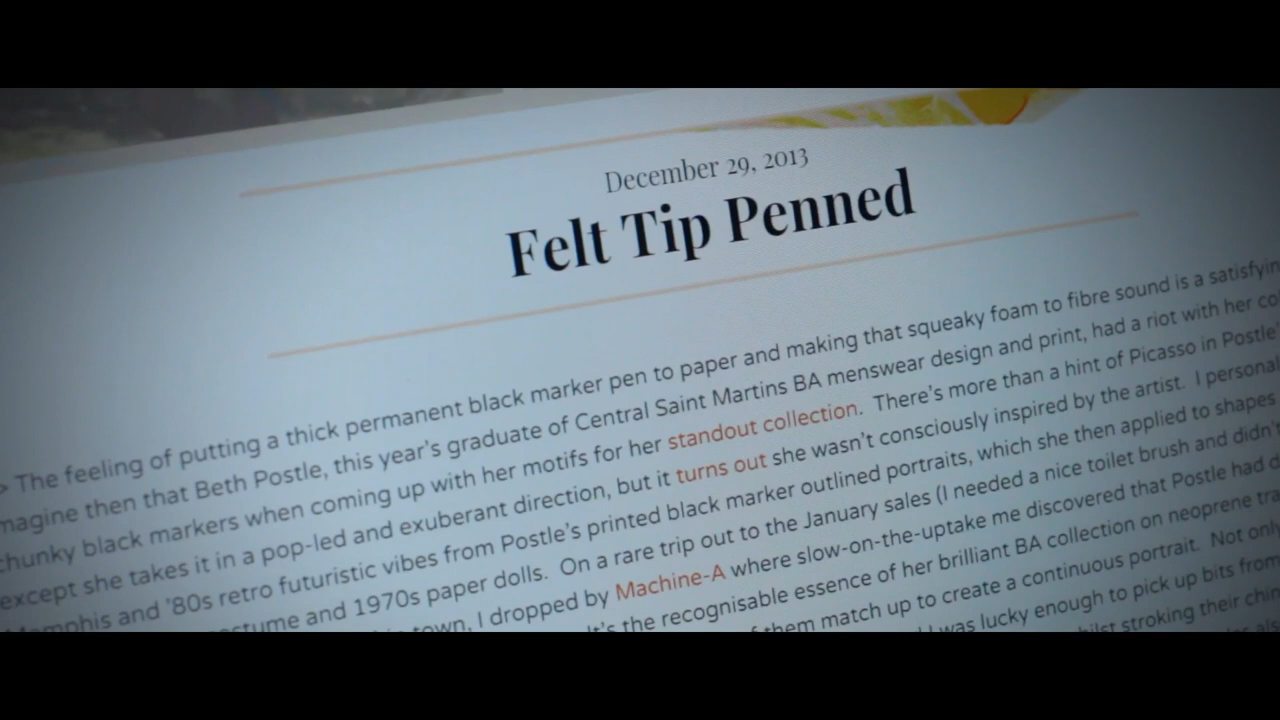 December 29, 2013
Felt Tip Penned
> The feeling of putting a thick permanent black marker pen to paper and making that squeaky foam to fibre sound is a satisfyin
magine then that Beth Postle, this year's graduate of Central Saint Martins BA menswear design and print, had a riot with her co
chunky black markers when coming up with her motifs for her standout collection. There's more than a hint of Picasso in Postle
except she takes it in a pop-led and exuberant direction, but it turns out she wasn't consciously inspired by the artist. I personal
Memphis and '80s retro futuristic vibes from Postle's printed black marker outlined portraits, which she then applied to shapes
stume and 1970s paper dolls. On a rare trip out to the January sales (I needed a nice toilet brush and didn't
town, I dropped by Machine-A where slow-on-the-uptake me discovered that Postle had d
It's the recognisable essence of her brilliant BA collection on neoprene tra
them match up to create a continuous portrait. Not only
I was lucky enough to pick up bits from
hilst stroking their chin
als